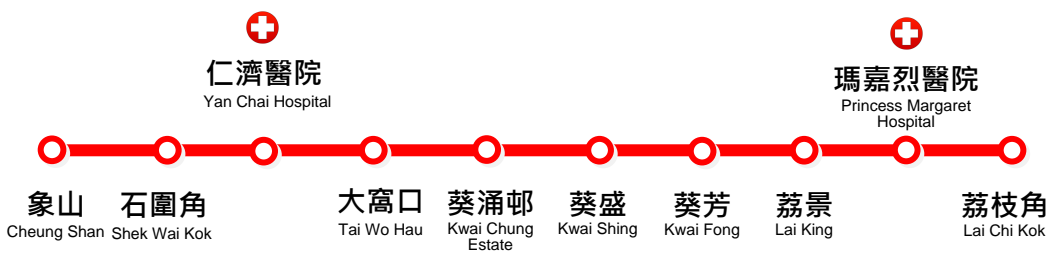 仁濟醫院
Yan Chai Hospital
瑪嘉烈醫院
Princess Margaret
Hospital
象山
Cheung Shan
石圍角
Shek Wai Kok
大窩口
Tai Wo Hau
葵涌邨
Kwai Chung
Estate
葵盛
Kwai Shing
葵芳
Kwai Fong
荔景
Lai King
荔枝角
Lai Chi Kok